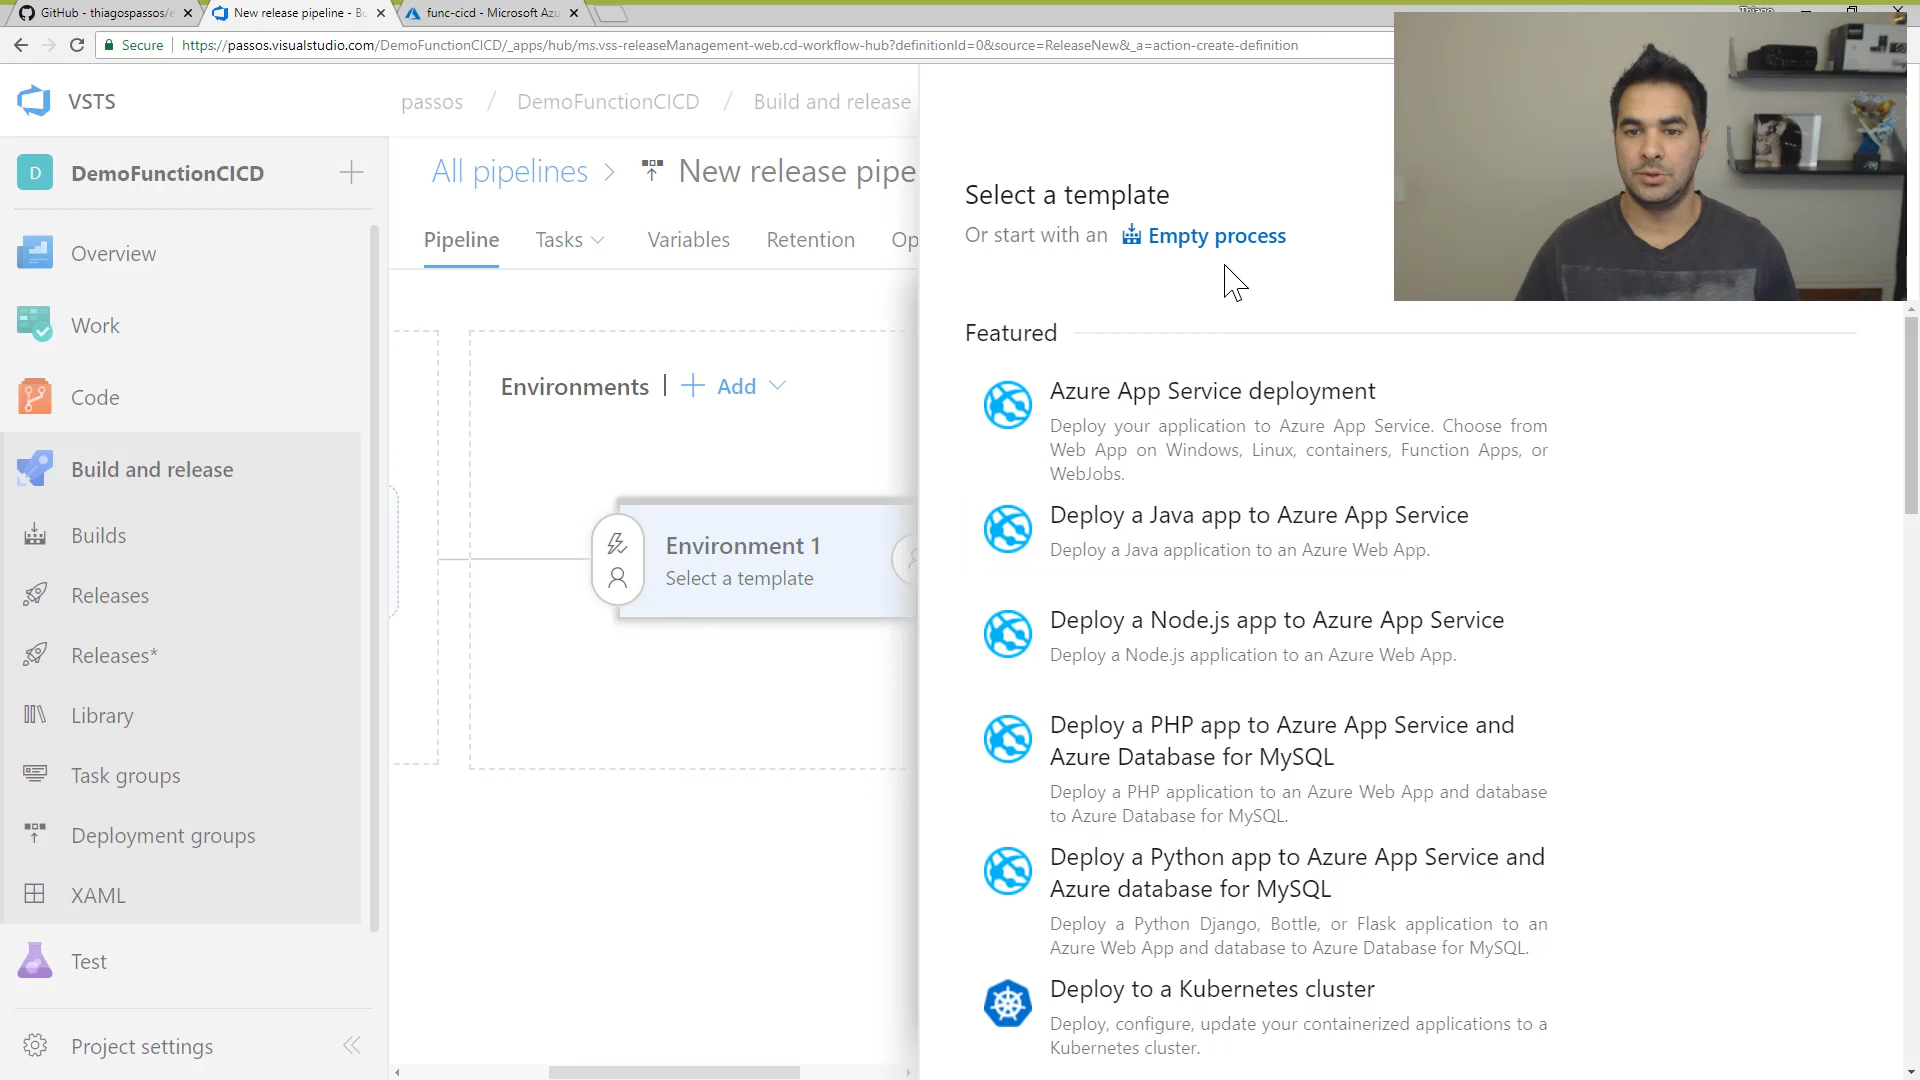 GitHub - thiagospassos/e
New release pipeline - Bu
func-cicd - Microsoft Azu
Thiago
Secure
https://passos.visualstudio.com/DemoFunctionCICD/_apps/hub/ms.vss-releaseManagement-web.cd-workflow-hub?definitionId=0&source=ReleaseNew&_a=action-create-definition
VSTS
passos / DemoFunctionCICD / Build and release
D DemoFunctionCICD
Overview
Work
Code
Build and release
Builds
Releases
Releases*
Library
Task groups
Deployment groups
XAML
Test
Project settings
All pipelines > New release pipe
Pipeline Tasks Variables Retention Op
Environments | + Add
Environment 1
Select a template
Select a template
Or start with an Empty process
Featured
Azure App Service deployment
Deploy your application to Azure App Service. Choose from
Web App on Windows, Linux, containers, Function Apps, or
WebJobs.
Deploy a Java app to Azure App Service
Deploy a Java application to an Azure Web App.
Deploy a Node.js app to Azure App Service
Deploy a Node.js application to an Azure Web App.
Deploy a PHP app to Azure App Service and
Azure Database for MySQL
Deploy a PHP application to an Azure Web App and database
to Azure Database for MySQL.
Deploy a Python app to Azure App Service and
Azure database for MySQL
Deploy a Python Django, Bottle, or Flask application to an
Azure Web App and database to Azure Database for MySQL.
Deploy to a Kubernetes cluster
Deploy, configure, update your containerized applications to a
Kubernetes cluster.